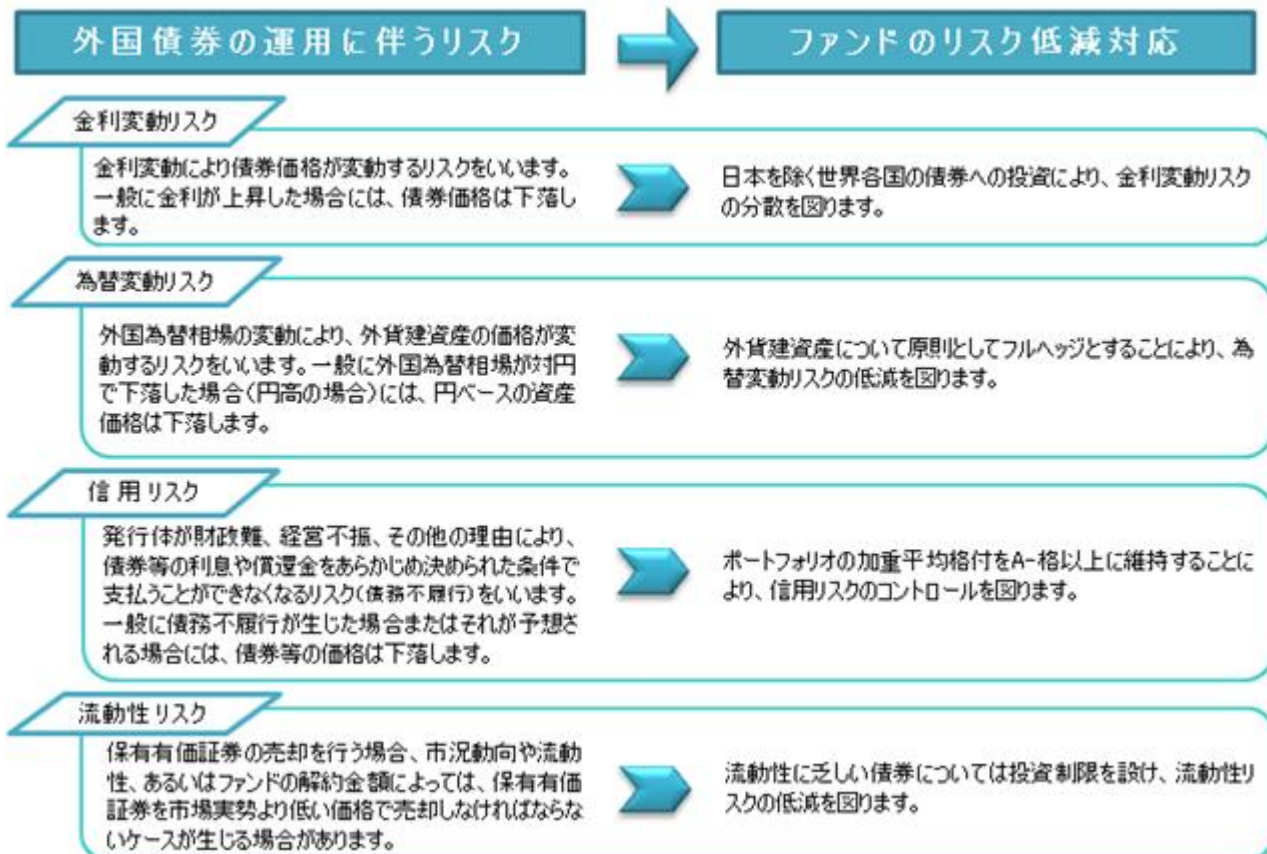 外国債券の運用に伴うリスク
ファンドのリスク低減対応
金利変動リスク
金利変動により債券価格が変動するリスクをいいます。
一般に金利が上昇した場合には、債券価格は下落し
ます。
日本を除く世界各国の債券への投資により、金利変動リスク
の分散を図ります。
為替変動リスク
外国為替相場の変動により、外貨建資産の価格が変
動するリスクをいいます。一般に外国為替相場が対円
で下落した場合(円高の場合)には、円ベースの資産
価格は下落します。
外貨建資産について原則としてフルヘッジとすることにより、為
替変動リスクの低減を図ります。
信用リスク
発行体が財政難、経営不振、その他の理由により、
債券等の利息や償還金をあらかじめ決められた条件で
支払うことができなくなるリスク(債務不履行)をいいます。
一般に債務不履行が生じた場合またはそれが予想さ
れる場合には、債券等の価格は下落します。
ポートフォリオの加重平均格付をA-格以上に維持することに
より、信用リスクのコントロールを図ります。
流動性リスク
保有有価証券の売却を行う場合、市況動向や流動
性、あるいはファンドの解約金額によっては、保有有価
証券を市場実勢より低い価格で売却しなければならな
いケースが生じる場合があります。
流動性に乏しい債券については投資制限を設け、流動性リ
スクの低減を図ります。